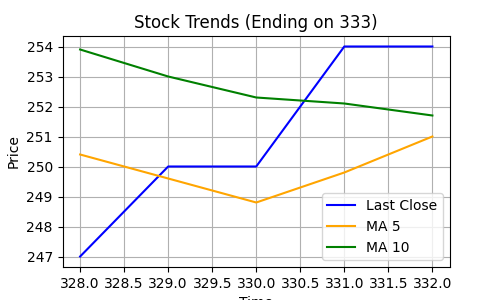 Stock Trends (Ending on 333)
Price
254
253
252
251
250
249
248
247
Last Close
MA 5
MA 10
328.0 328.5 329.0 329.5 330.0 330.5 331.0 331.5 332.0
Time